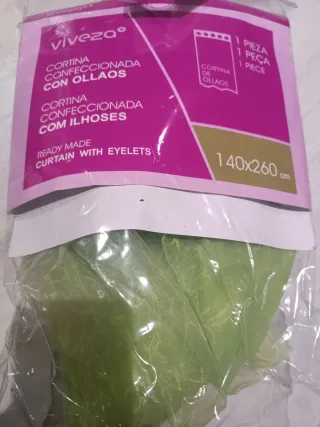 viveza
CORTINA
CONFECCIONADA
CON OLLAOS
CORTINA
CONFECCIONADA
COM ILHOSES
READY MADE
CURTAIN WITH EYELETS
CORTINA
DE
OLLAOS
1 PIEZA
1 PEÇA
1 PIECE
140x260 cm